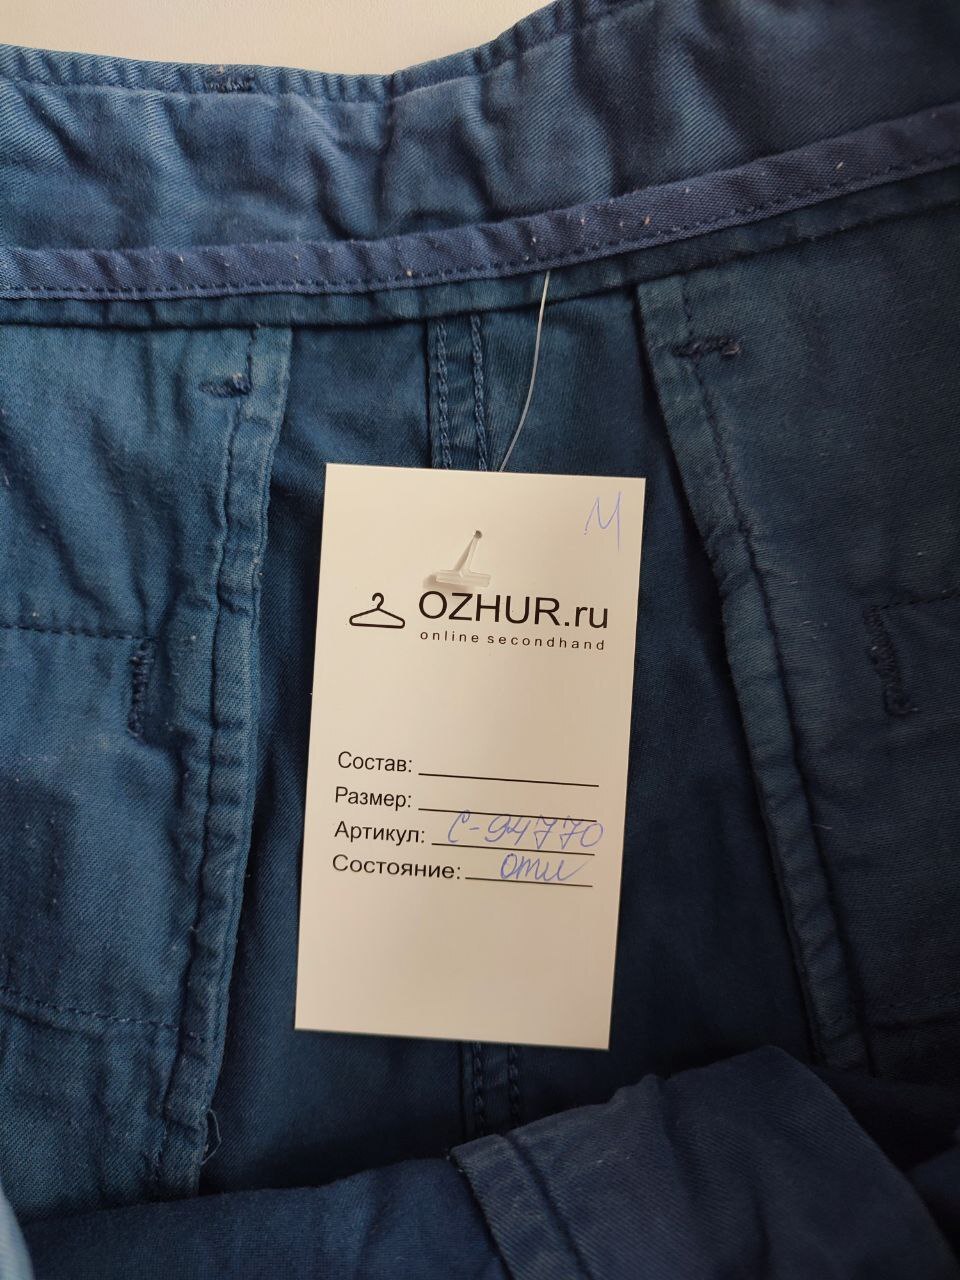 М
OZHUR.ru
online secondhand
Состав:
Размер:
Артикул: С-94770
Состояние: отл